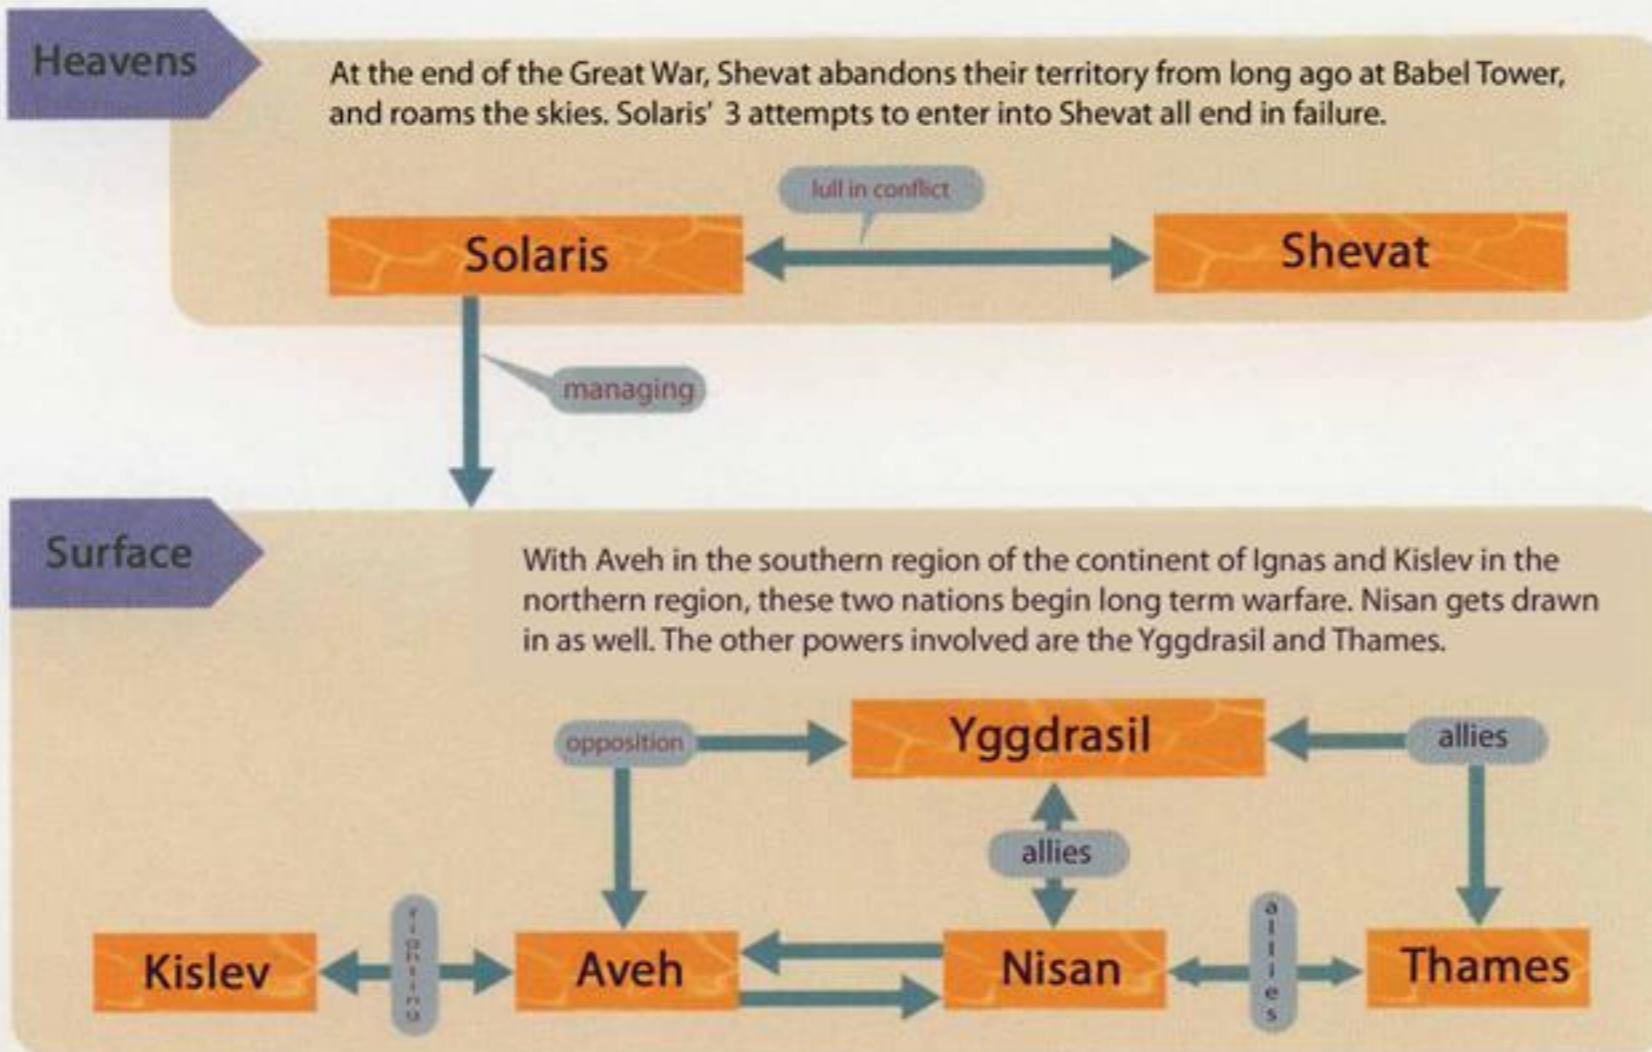 Heavens
At the end of the Great War, Shevat abandons their territory from long ago at Babel Tower,
and roams the skies. Solaris' 3 attempts to enter into Shevat all end in failure.
lull in conflict
Solaris
Shevat
managing
Surface
With Aveh in the southern region of the continent of Ignas and Kislev in the
northern region, these two nations begin long term warfare. Nisan gets drawn
in as well. The other powers involved are the Yggdrasil and Thames.
opposition
Yggdrasil
allies
allies
Kislev
fighting
Aveh
Nisan
allies
Thames